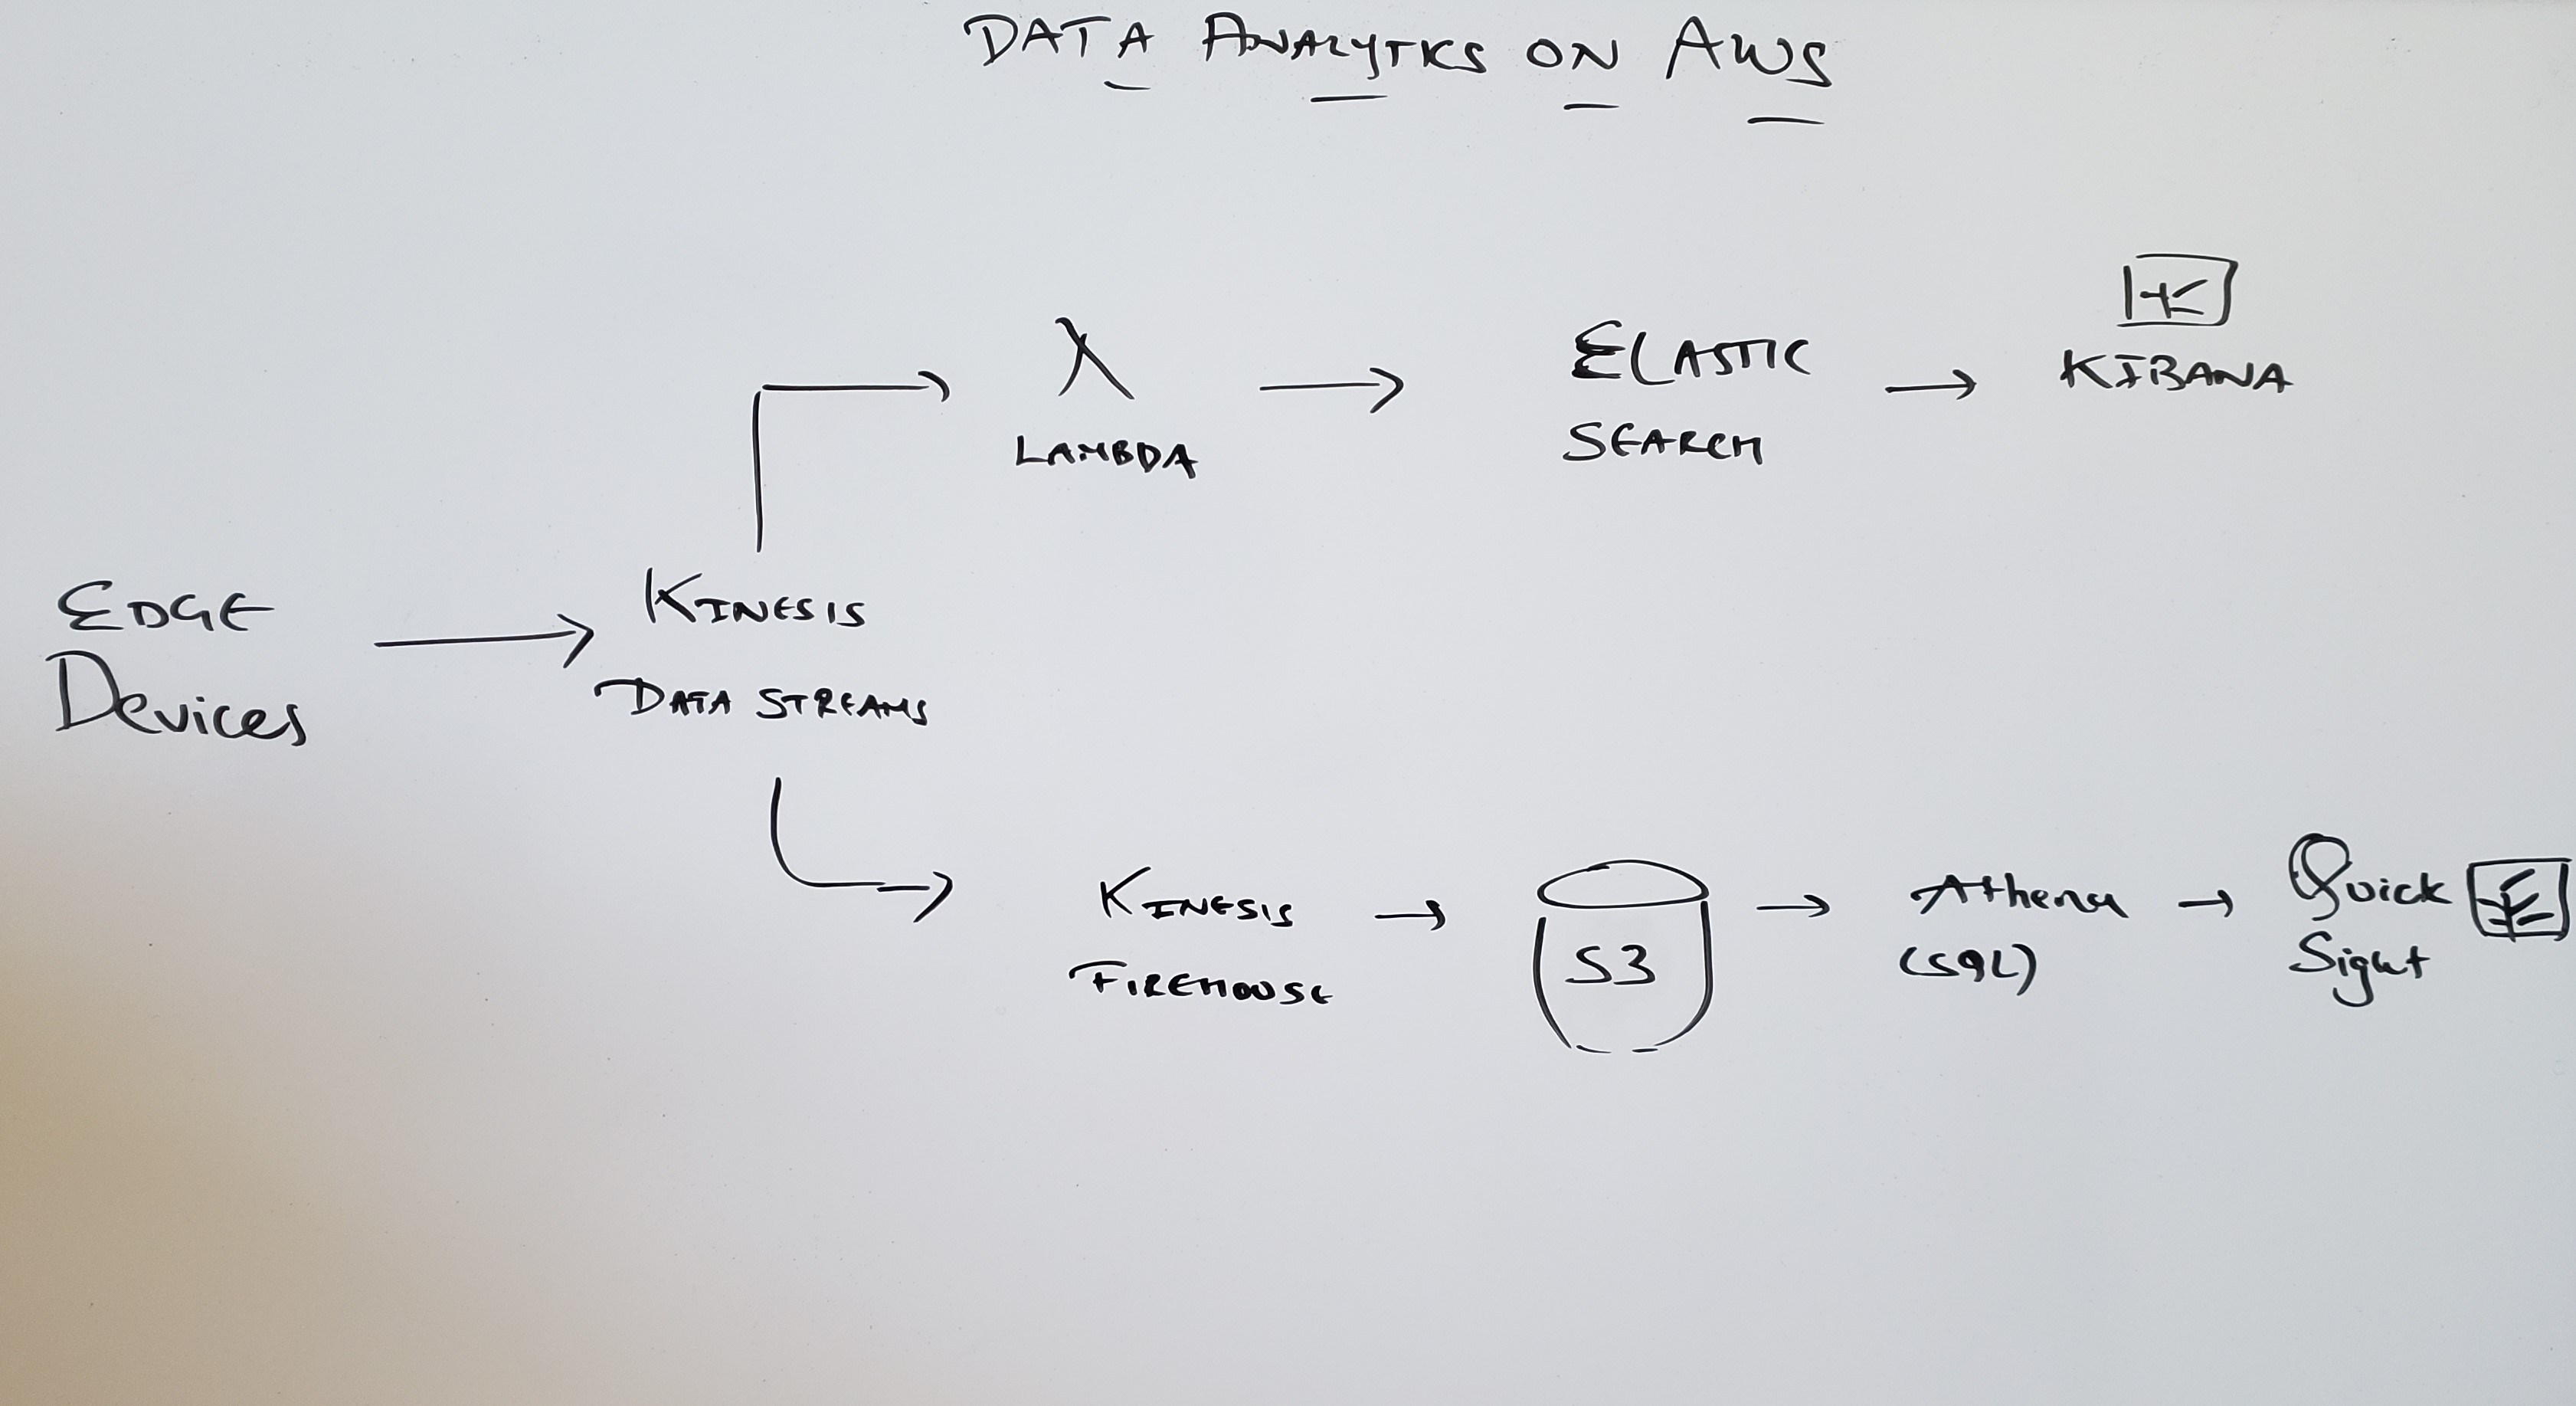 DATA ANALYTICS ON AWS
KIBANA
λ
ELASTIC
SEARCH
LAMBDA
EDGE
Devices
KINESIS
DATA STREAMS
KINESIS
FIREHOUSE
S3
Athena
(SQL)
Quick
Sight